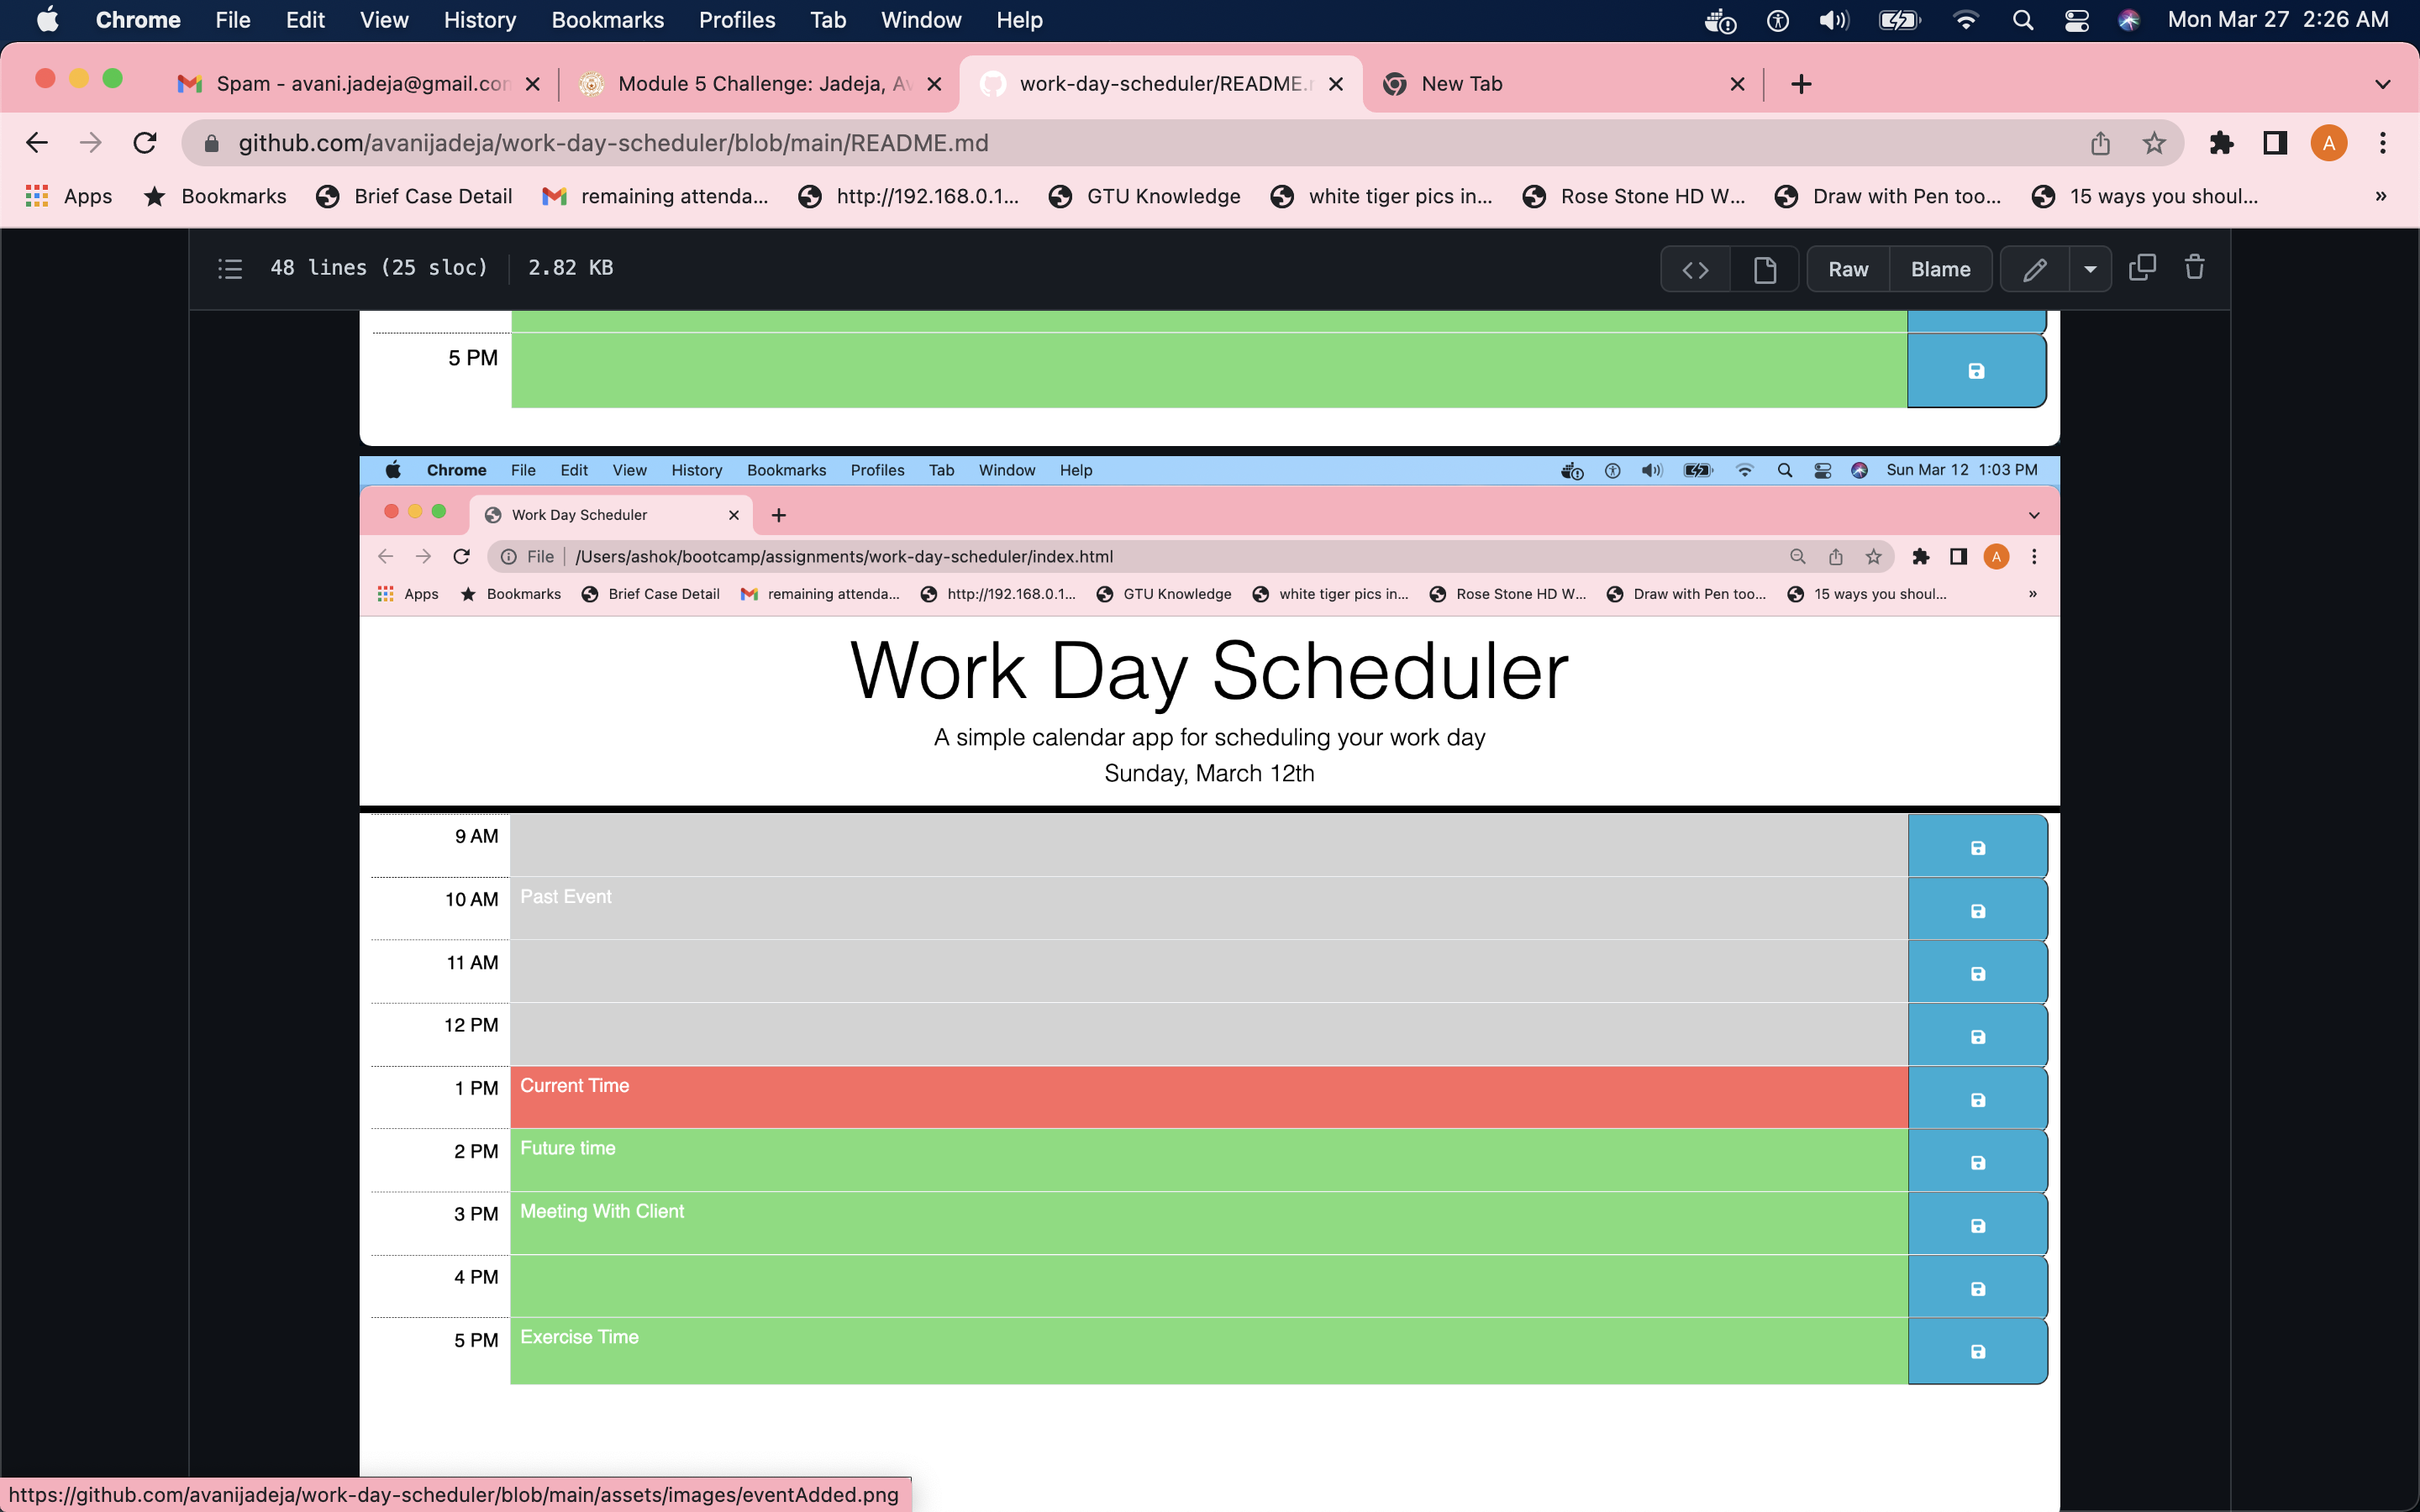 Chrome File Edit View History Bookmarks Profiles Tab Window Help Mon Mar 27 2:26 AM
Spam - avani.jadeja@gmail.con Module 5 Challenge: Jadeja, Av work-day-scheduler/README.m New Tab
github.com/avanijadeja/work-day-scheduler/blob/main/README.md A
Apps Bookmarks Brief Case Detail remaining attenda... http://192.168.0.1... GTU Knowledge white tiger pics in... Rose Stone HD W... Draw with Pen too... 15 ways you shoul... »
48 lines (25 sloc) 2.82 KB Raw Blame
5 PM
Chrome File Edit View History Bookmarks Profiles Tab Window Help Sun Mar 12 1:03 PM
Work Day Scheduler
File /Users/ashok/bootcamp/assignments/work-day-scheduler/index.html A
Apps Bookmarks Brief Case Detail remaining attenda... http://192.168.0.1... GTU Knowledge white tiger pics in... Rose Stone HD W... Draw with Pen too... 15 ways you shoul... »
Work Day Scheduler
A simple calendar app for scheduling your work day
Sunday, March 12th
9 AM
10 AM Past Event
11 AM
12 PM
1 PM Current Time
2 PM Future time
3 PM Meeting With Client
4 PM
5 PM Exercise Time
https://github.com/avanijadeja/work-day-scheduler/blob/main/assets/images/eventAdded.png